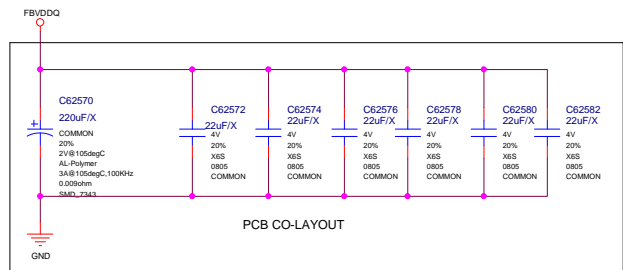 FBVDDQ
C62570
220uF/X
COMMON
20%
2V@105degC
AL-Polymer
3A@105degC,100KHz
0.009ohm
SMD_7343
C62572
22uF/X
4V
20%
X6S
0805
COMMON
C62574
22uF/X
4V
20%
X6S
0805
COMMON
C62576
22uF/X
4V
20%
X6S
0805
COMMON
C62578
22uF/X
4V
20%
X6S
0805
COMMON
C62580
22uF/X
4V
20%
X6S
0805
COMMON
C62582
22uF/X
4V
20%
X6S
0805
COMMON
PCB CO-LAYOUT
GND